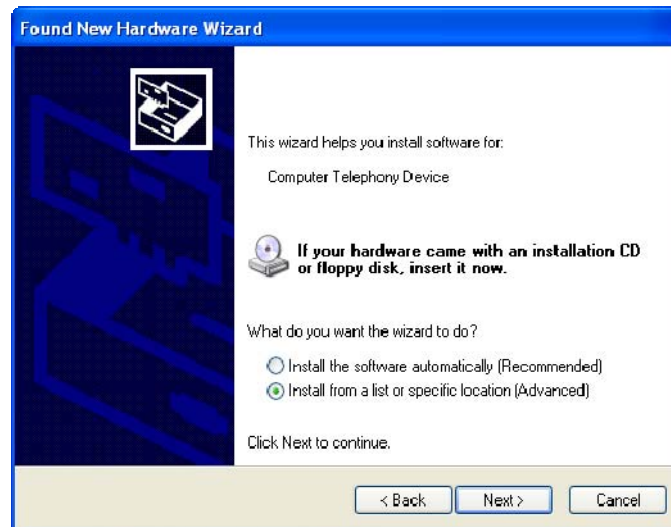 Found New Hardware Wizard
This wizard helps you install software for:
Computer Telephony Device
If your hardware came with an installation CD
or floppy disk, insert it now.
What do you want the wizard to do?
Install the software automatically (Recommended)
Install from a list or specific location (Advanced)
Click Next to continue.
< Back
Next >
Cancel